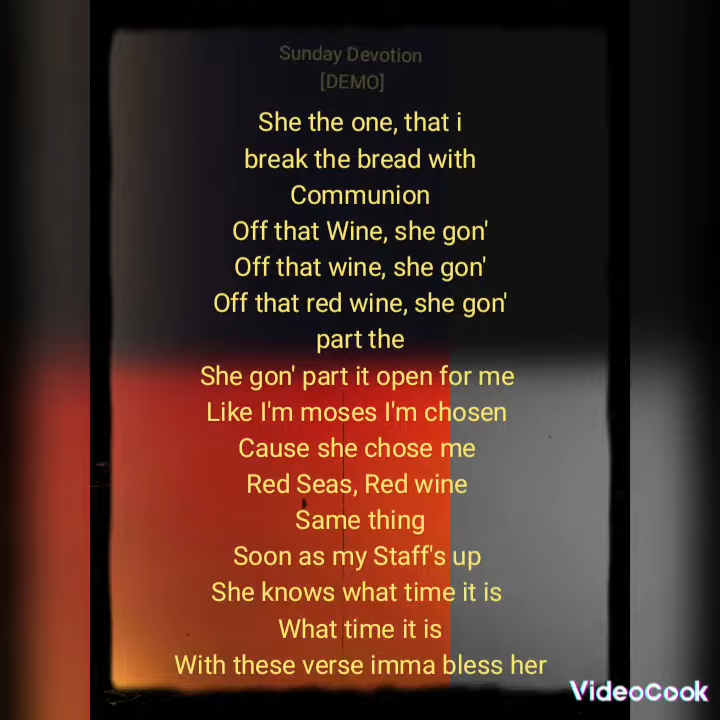 Sunday Devotion
[DEMO]
She the one, that i
break the bread with
Communion
Off that Wine, she gon'
Off that wine, she gon'
Off that red wine, she gon'
part the
She gon' part it open for me
Like I'm moses I'm chosen
Cause she chose me
Red Seas, Red wine
Same thing
Soon as my Staff's up
She knows what time it is
What time it is
With these verse imma bless her
VideoCook